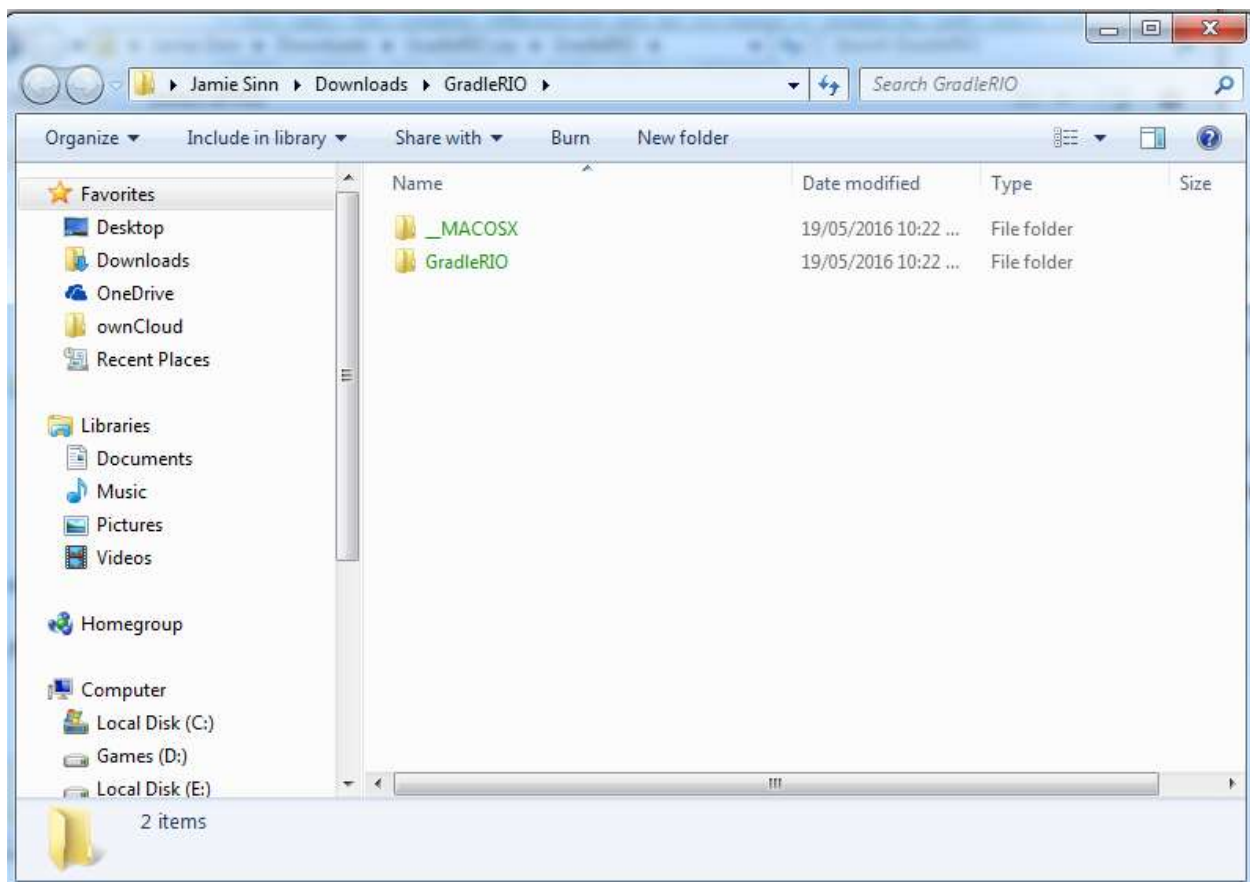 Jamie Sinn Downloads GradleRIO
Search GradleRIO
Organize Include in library Share with Burn New folder
Favorites
Desktop
Downloads
OneDrive
ownCloud
Recent Places
Libraries
Documents
Music
Pictures
Videos
Homegroup
Computer
Local Disk (C:)
Games (D:)
Local Disk (E:)
Name Date modified Type Size
__MACOSX 19/05/2016 10:22 ... File folder
GradleRIO 19/05/2016 10:22 ... File folder
2 items